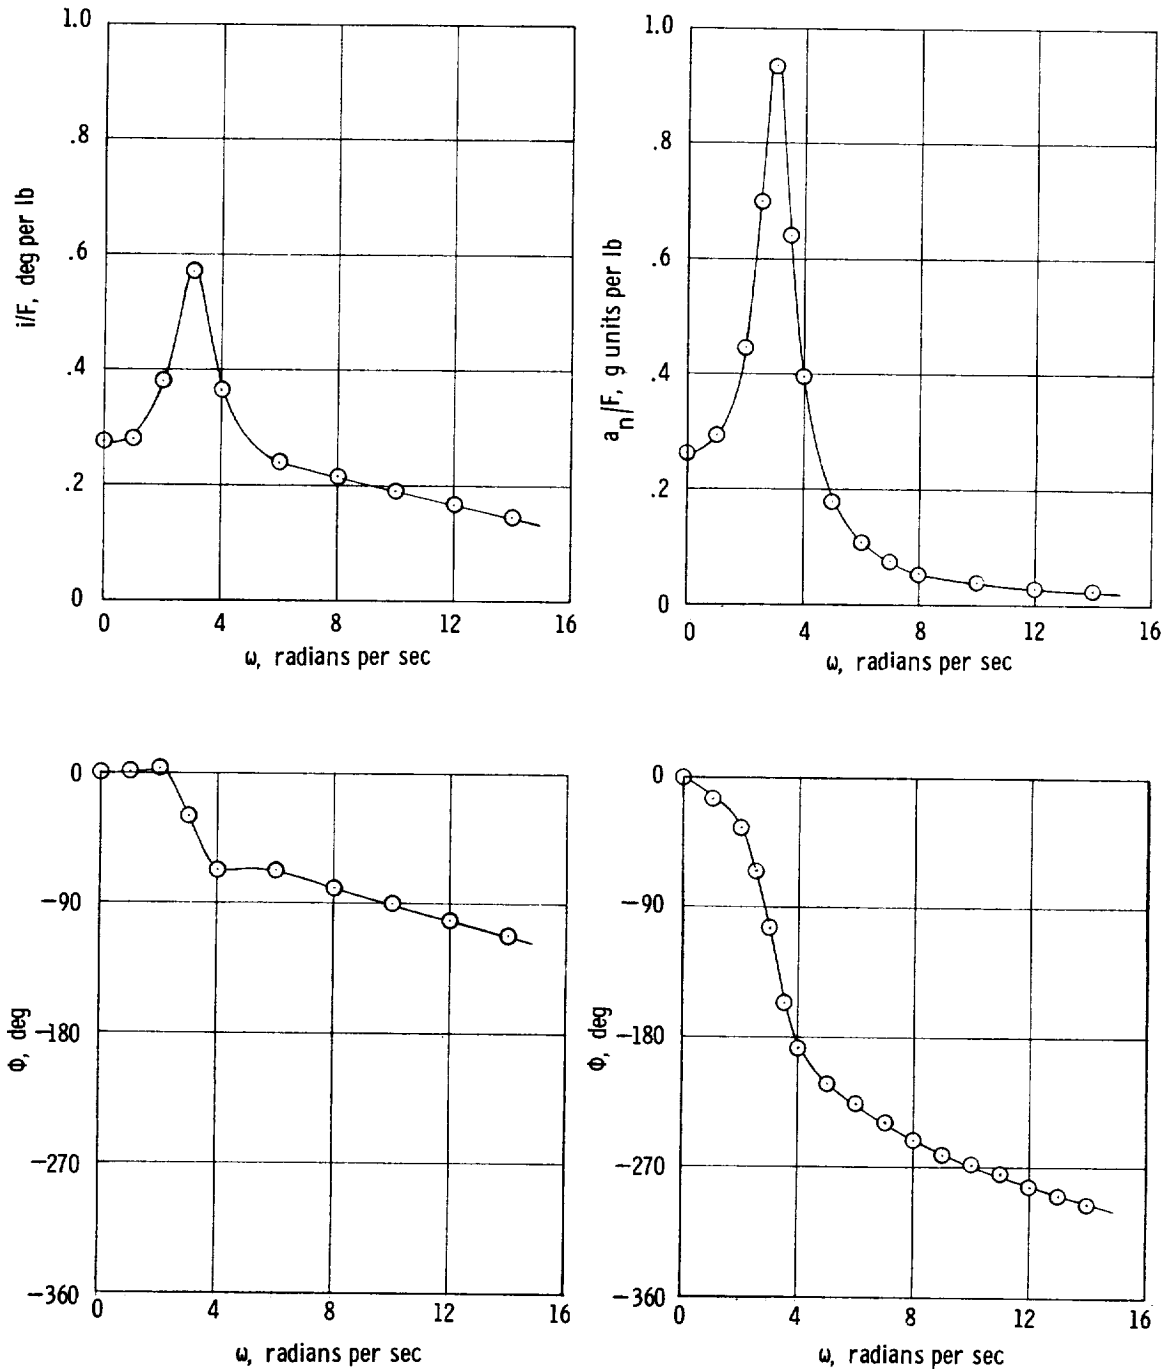 1.0
.8
.6
.4
.2
0
i/F, deg per lb
0 4 8 12 16
ω, radians per sec
1.0
.8
.6
.4
.2
0
a_n/F, g units per lb
0 4 8 12 16
ω, radians per sec
0
−90
−180
−270
−360
Φ, deg
0 4 8 12 16
ω, radians per sec
0
−90
−180
−270
−360
Φ, deg
0 4 8 12 16
ω, radians per sec